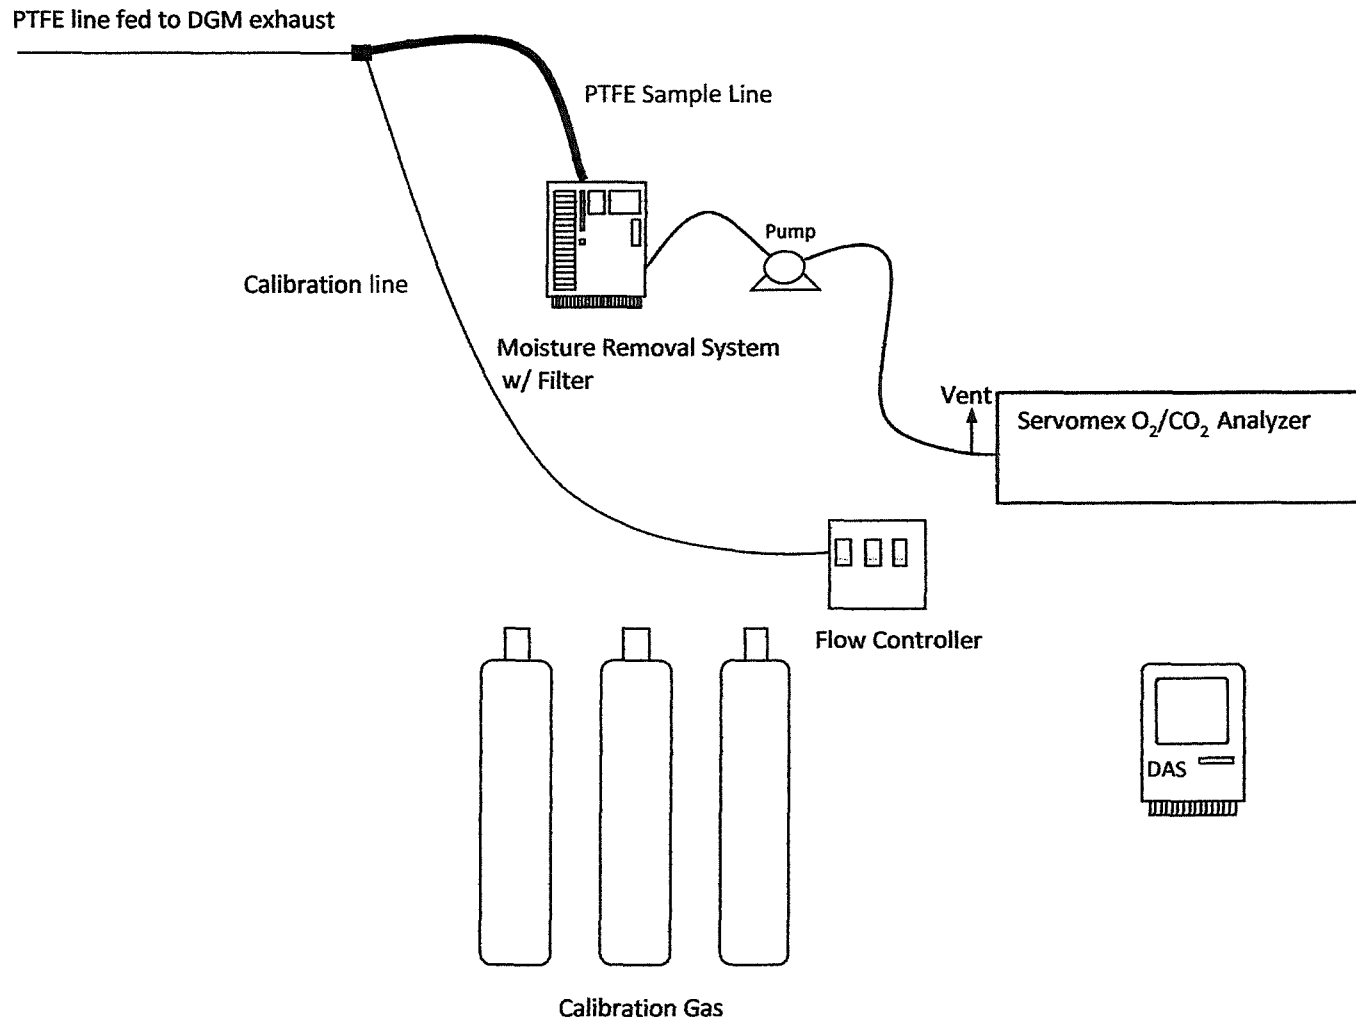 PTFE line fed to DGM exhaust
PTFE Sample Line
Pump
Calibration line
Moisture Removal System
w/ Filter
Vent
Servomex O₂/CO₂ Analyzer
Flow Controller
DAS
Calibration Gas